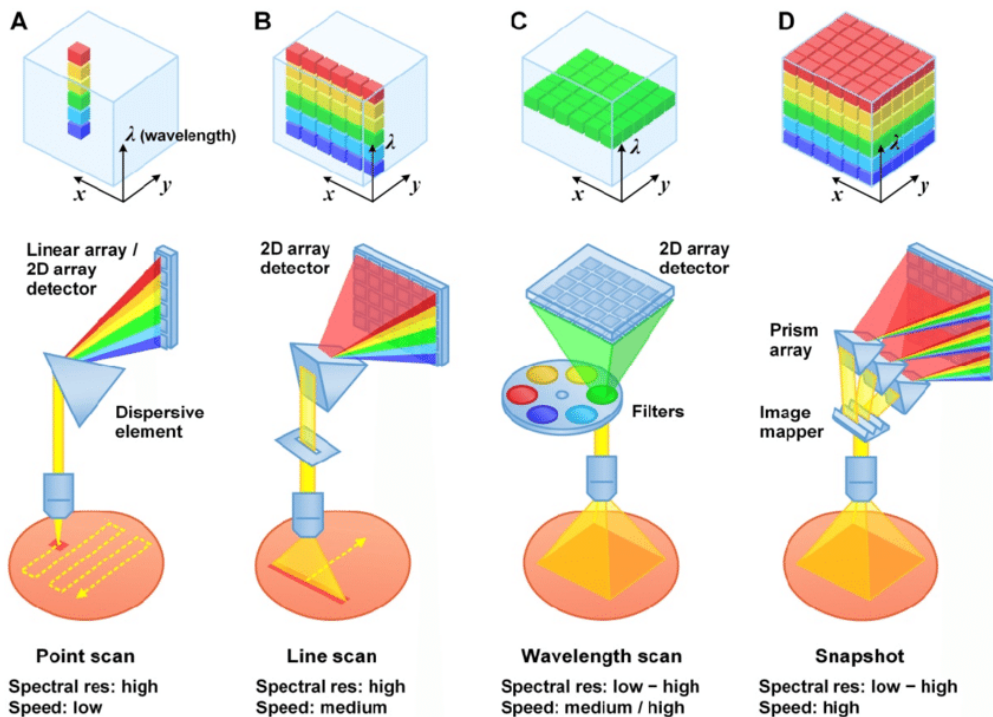 A
B
C
D
λ (wavelength)
x
y
λ
x
y
λ
x
y
λ
x
y
Linear array /
2D array
detector
Dispersive
element
2D array
detector
2D array
detector
Filters
Prism
array
Image
mapper
Point scan
Spectral res: high
Speed: low
Line scan
Spectral res: high
Speed: medium
Wavelength scan
Spectral res: low – high
Speed: medium / high
Snapshot
Spectral res: low – high
Speed: high